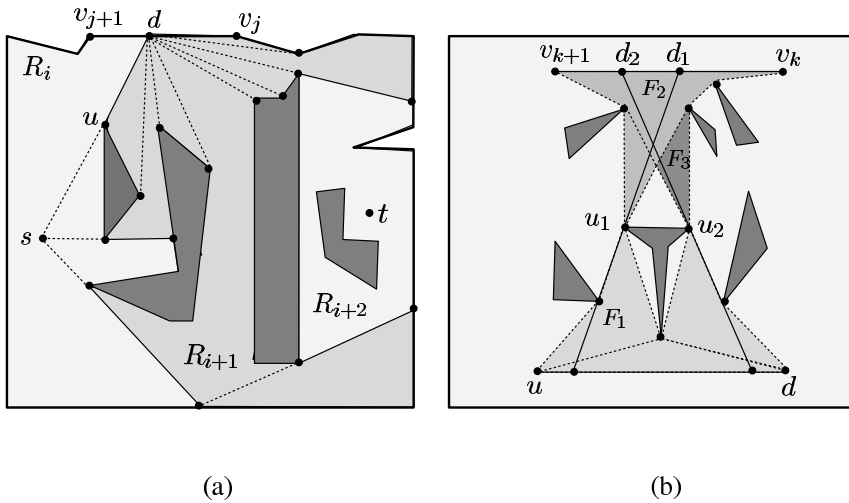 v_{j+1} d v_j
R_i
u
s
t
R_{i+2}
R_{i+1}
(a)
v_{k+1} d_2 d_1 v_k
F_2
F_3
u_1 u_2
F_1
u d
(b)